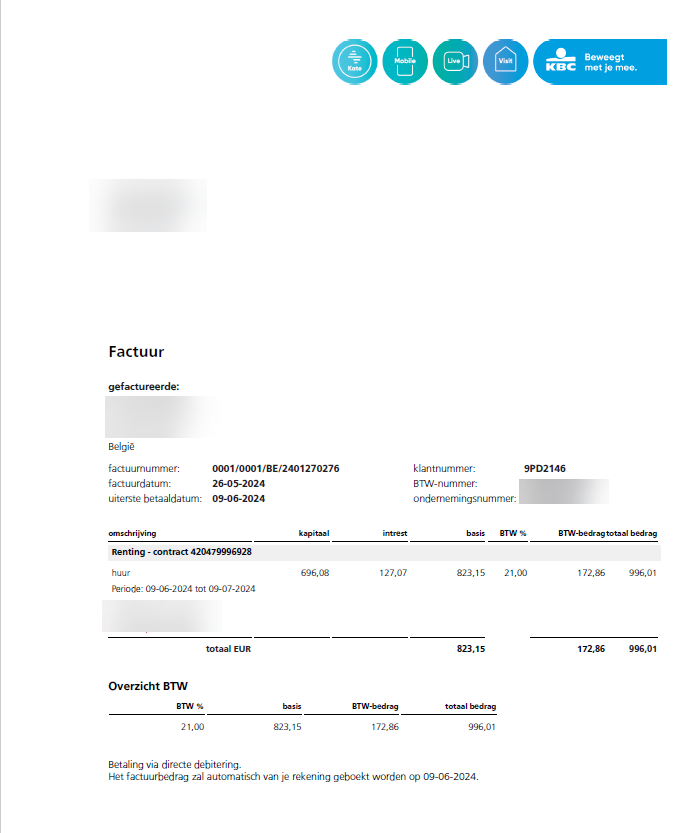 Kate
Mobile
Live
Visit
KBC
Beweegt
met je mee.
Factuur
gefactureerde:
België
factuurnummer: 0001/0001/BE/2401270276 klantnummer: 9PD2146
factuurdatum: 26-05-2024 BTW-nummer:
uiterste betaaldatum: 09-06-2024 ondernemingsnummer:
omschrijving kapitaal intrest basis BTW % BTW-bedrag totaal bedrag
Renting - contract 420479996928
huur 696,08 127,07 823,15 21,00 172,86 996,01
Periode: 09-06-2024 tot 09-07-2024
totaal EUR 823,15 172,86 996,01
Overzicht BTW
BTW % basis BTW-bedrag totaal bedrag
21,00 823,15 172,86 996,01
Betaling via directe debitering.
Het factuurbedrag zal automatisch van je rekening geboekt worden op 09-06-2024.